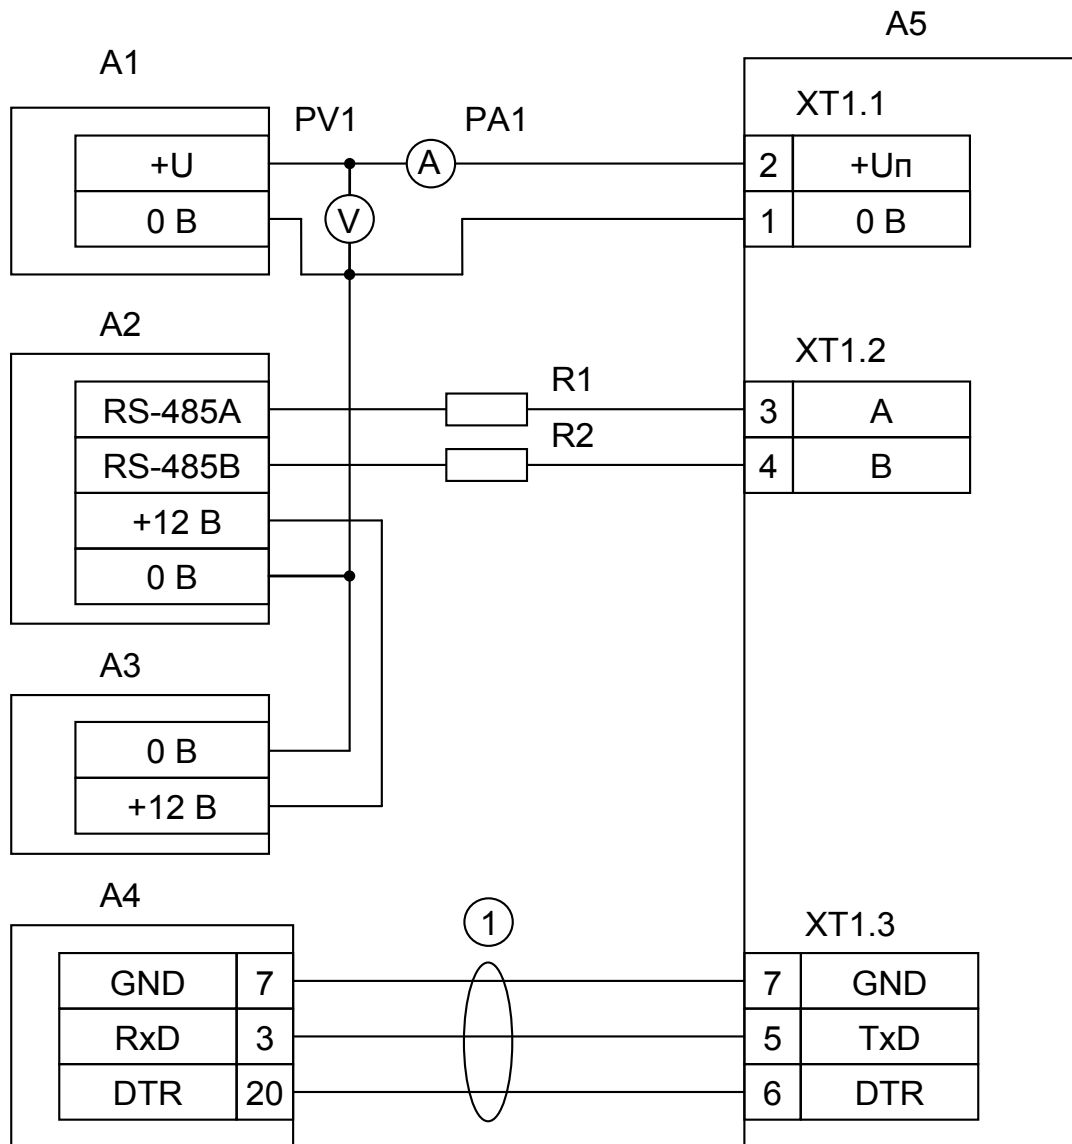 A5
A1
PV1
PA1
XT1.1
+U
A
2
+Uп
0 В
V
1
0 В
A2
XT1.2
R1
RS-485A
3
A
R2
RS-485B
4
B
+12 В
0 В
A3
0 В
+12 В
A4
1
XT1.3
GND
7
7
GND
RxD
3
5
TxD
DTR
20
6
DTR